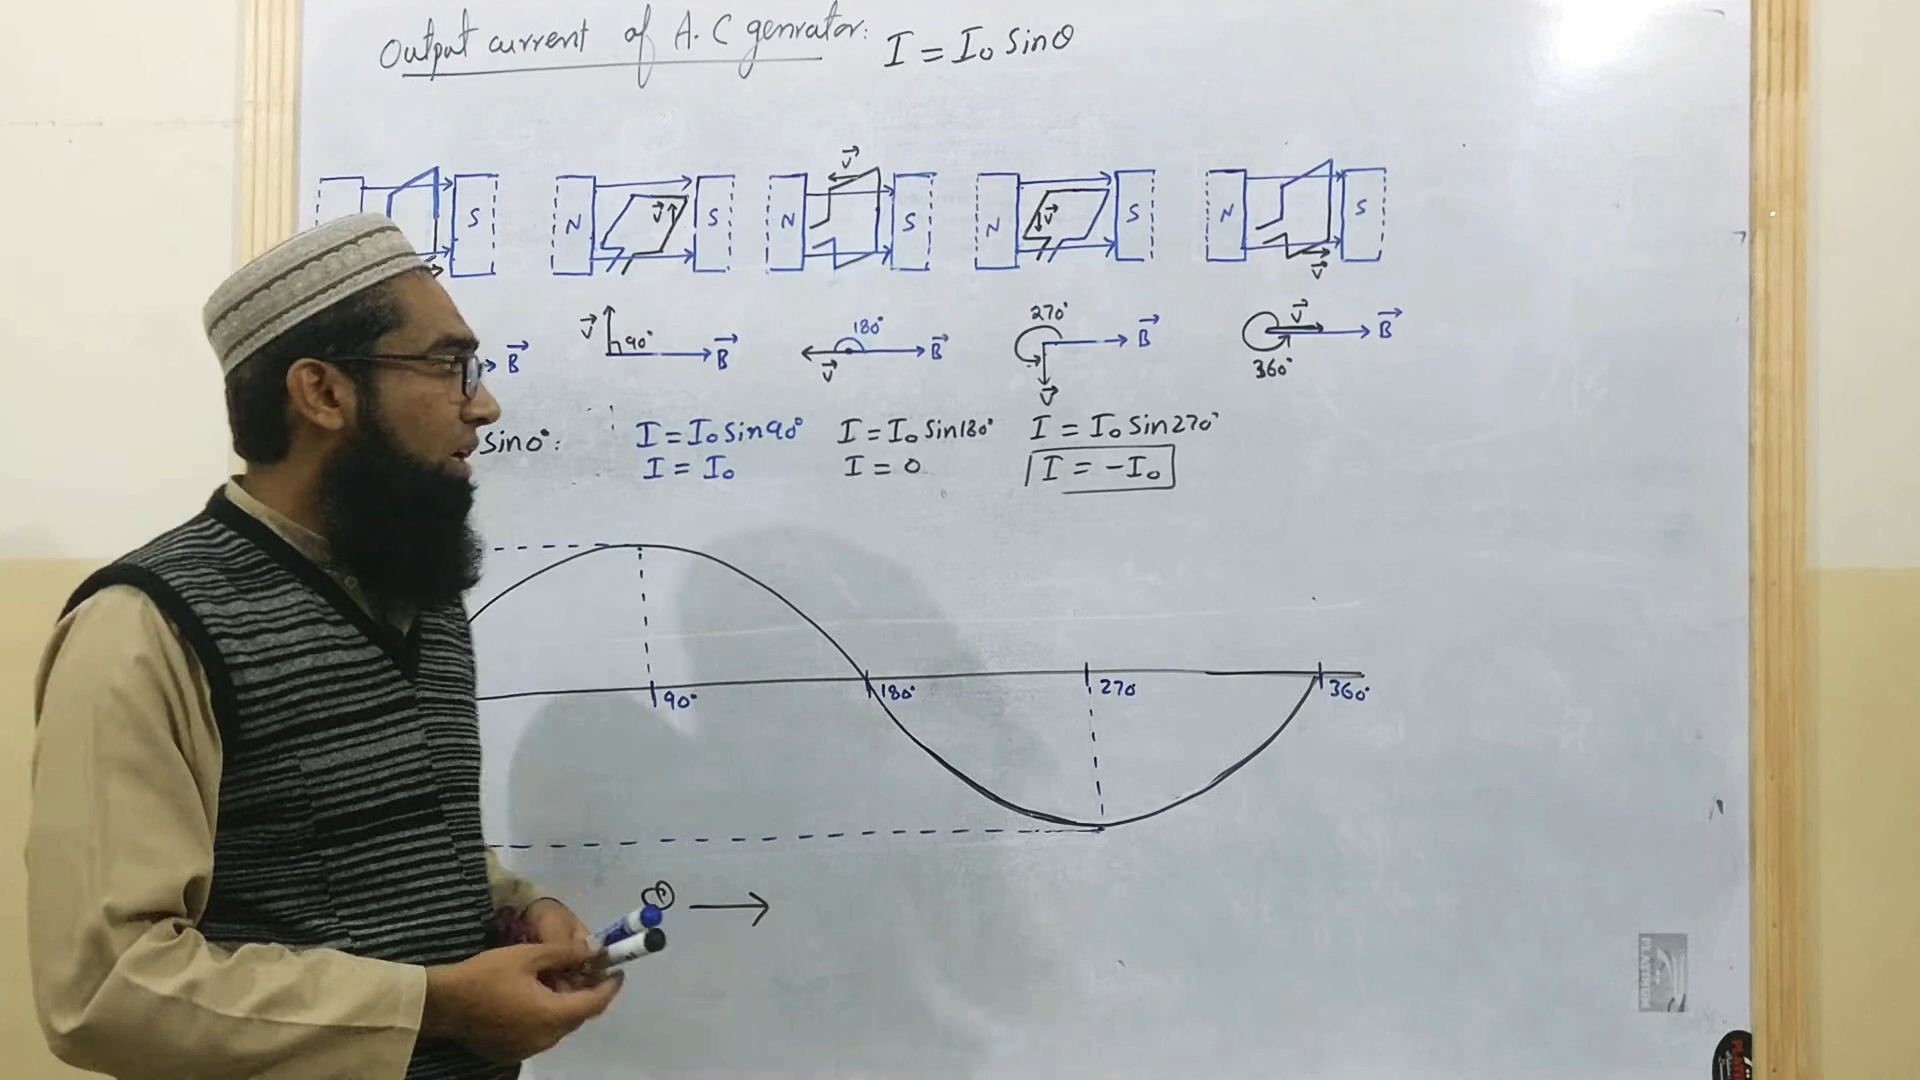 Output current of A.C genrator: I = I₀ Sinθ
S
N V⃗ S
V⃗
N S
N V⃗ S
N S
V⃗
B⃗
V⃗ 90° B⃗
180° B⃗
V⃗
270° B⃗
V⃗
V⃗ B⃗
360°
Sin0°:
I = I₀ Sin90°
I = I₀
I = I₀ Sin180°
I = 0
I = I₀ Sin270°
I = -I₀
90° 180° 270 360°
PLATINUM